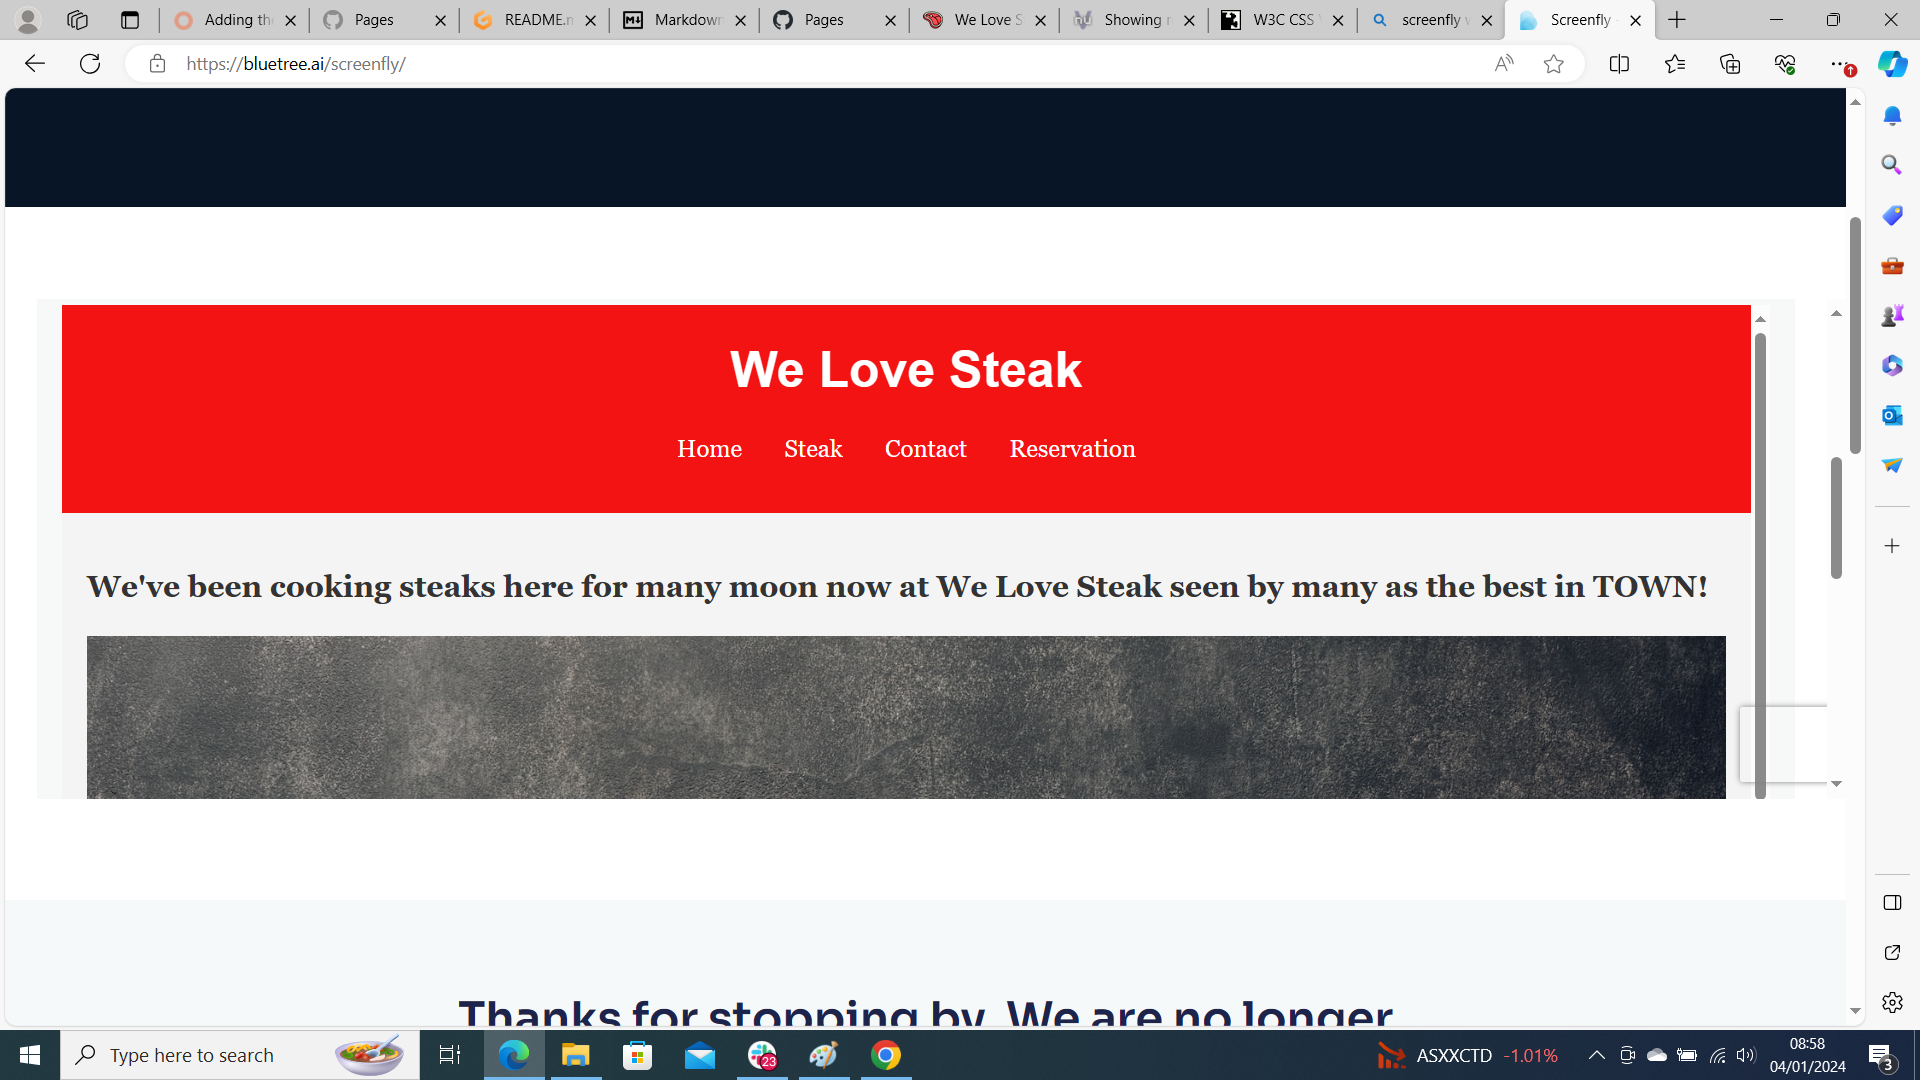 Adding the
Pages
README.m
Markdown
Pages
We Love S
Showing r
W3C CSS V
screenfly w
Screenfly -
https://bluetree.ai/screenfly/
We Love Steak
Home Steak Contact Reservation
We've been cooking steaks here for many moon now at We Love Steak seen by many as the best in TOWN!
Thanks for stopping by. We are no longer
Type here to search
23
ASXXCTD -1.01%
08:58
04/01/2024
3